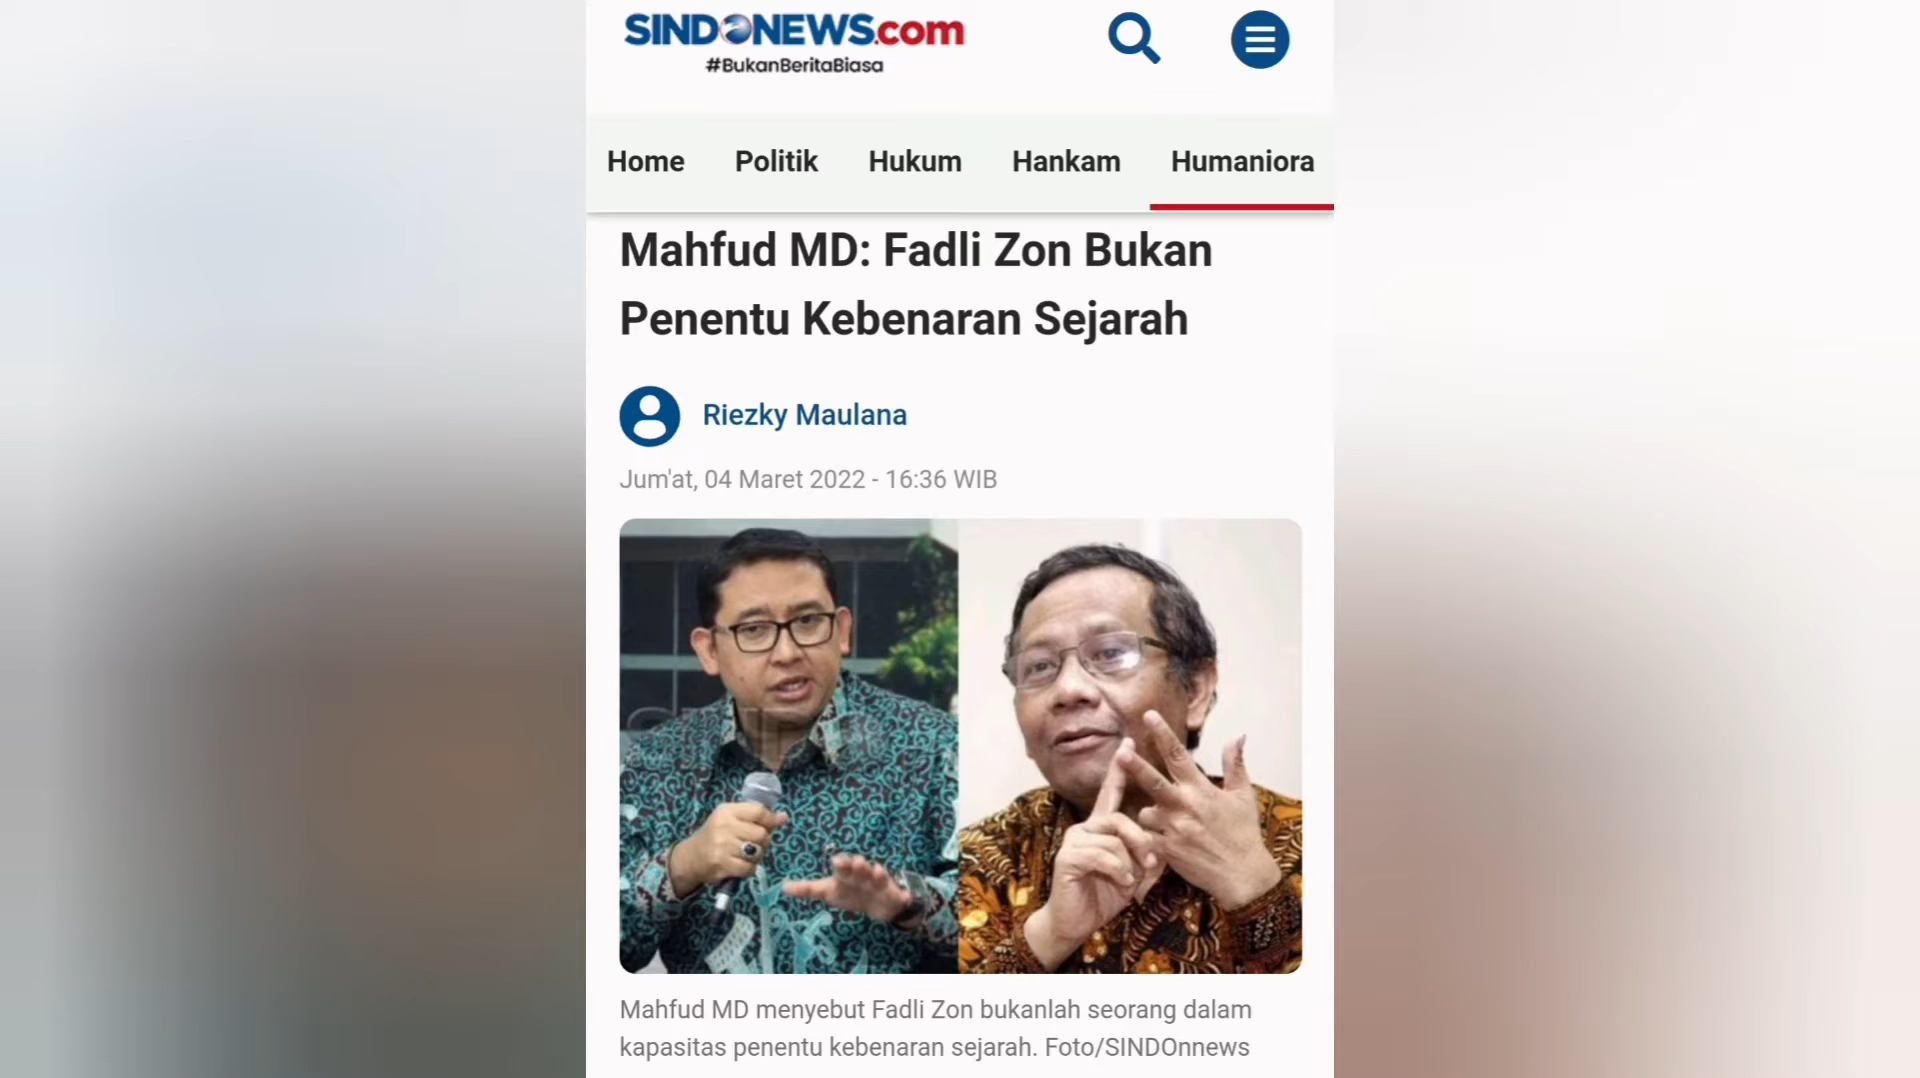 SINDONEWS.com
#BukanBeritaBiasa
Home Politik Hukum Hankam Humaniora
Mahfud MD: Fadli Zon Bukan
Penentu Kebenaran Sejarah
Riezky Maulana
Jum'at, 04 Maret 2022 - 16:36 WIB
Mahfud MD menyebut Fadli Zon bukanlah seorang dalam
kapasitas penentu kebenaran sejarah. Foto/SINDOnnews